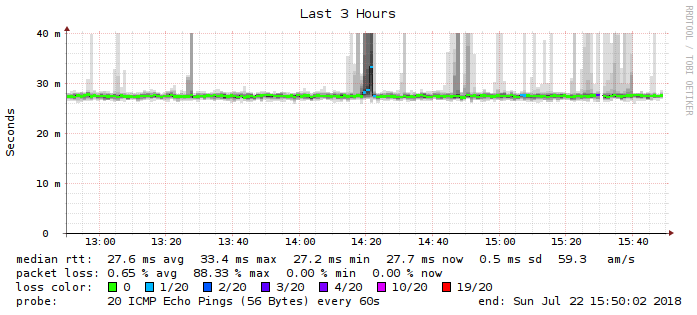 Last 3 Hours
RRDTOOL / TOBI OETIKER
Seconds
40 m
30 m
20 m
10 m
0
13:00 13:20 13:40 14:00 14:20 14:40 15:00 15:20 15:40
median rtt: 27.6 ms avg 33.4 ms max 27.2 ms min 27.7 ms now 0.5 ms sd 59.3 am/s
packet loss: 0.65 % avg 88.33 % max 0.00 % min 0.00 % now
loss color: 0 1/20 2/20 3/20 4/20 10/20 19/20
probe: 20 ICMP Echo Pings (56 Bytes) every 60s end: Sun Jul 22 15:50:02 2018